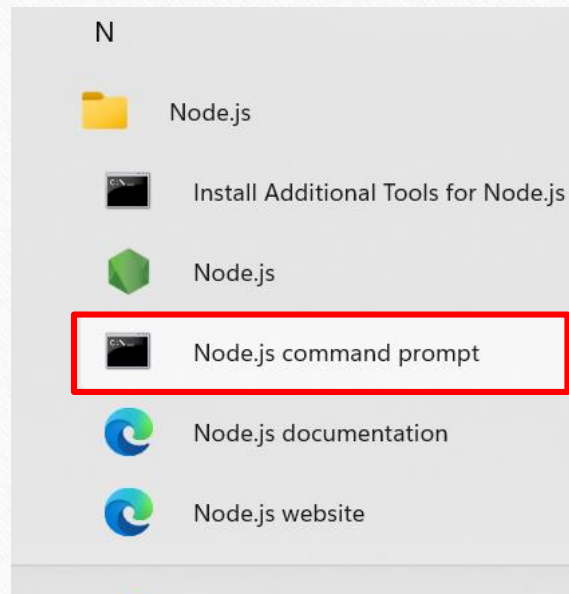 N
Node.js
Install Additional Tools for Node.js
Node.js
Node.js command prompt
Node.js documentation
Node.js website